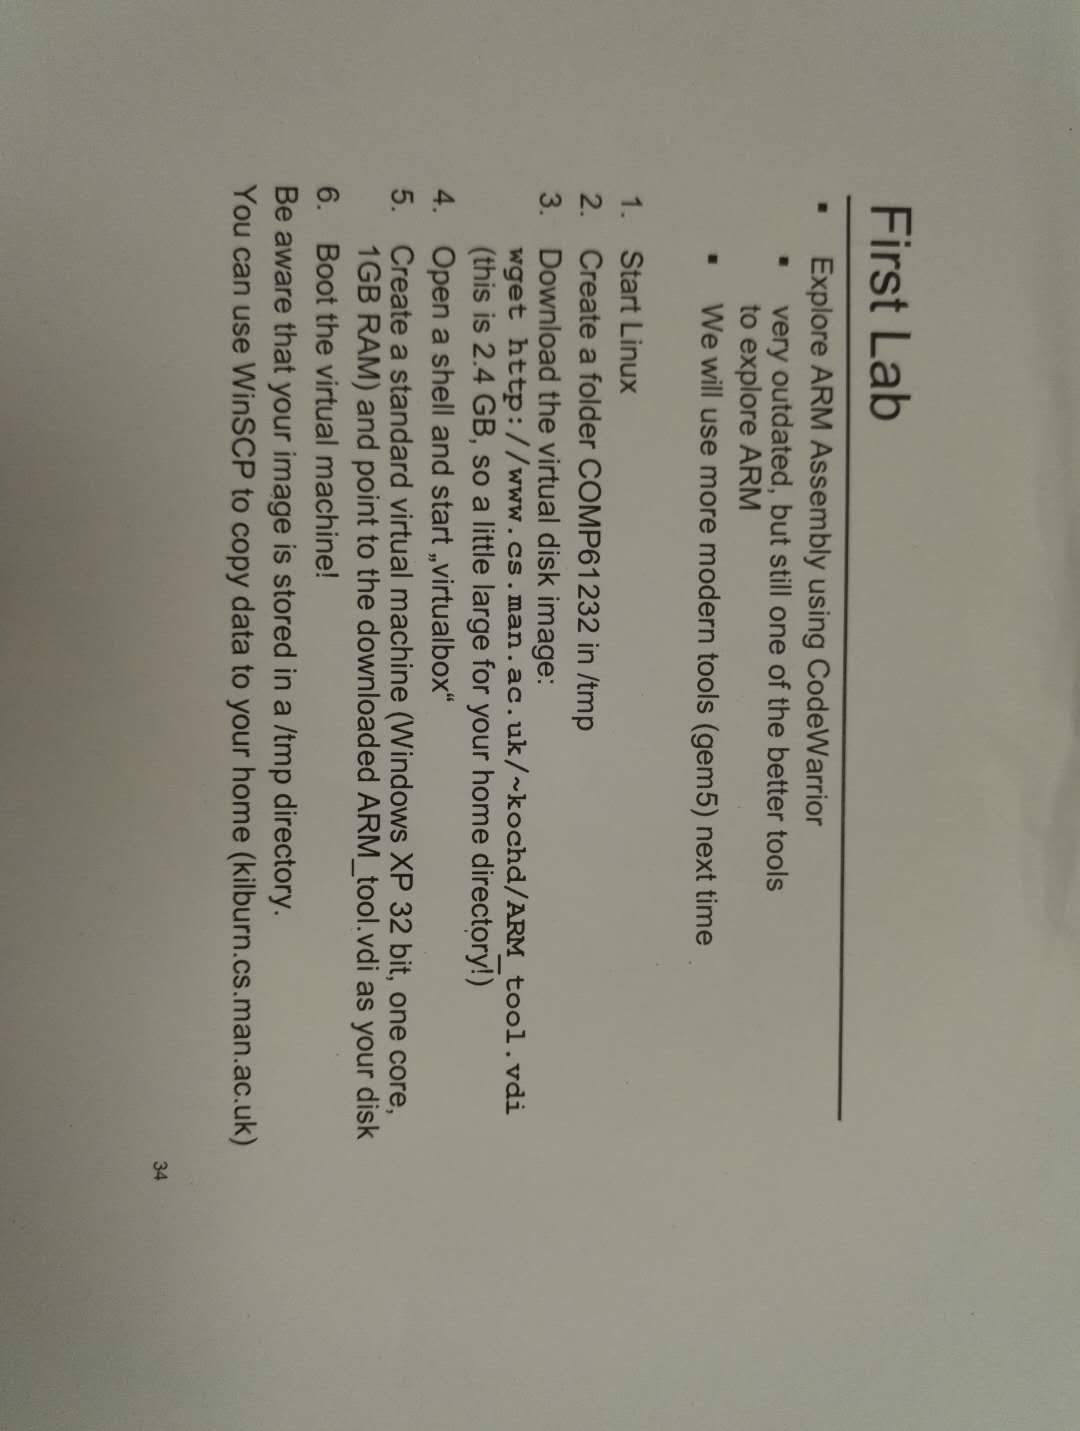 First Lab
▪ Explore ARM Assembly using CodeWarrior
▪ very outdated, but still one of the better tools
to explore ARM
▪ We will use more modern tools (gem5) next time
1. Start Linux
2. Create a folder COMP61232 in /tmp
3. Download the virtual disk image:
wget http://www.cs.man.ac.uk/~kochd/ARM_tool.vdi
(this is 2.4 GB, so a little large for your home directory!)
4. Open a shell and start „virtualbox“
5. Create a standard virtual machine (Windows XP 32 bit, one core,
1GB RAM) and point to the downloaded ARM_tool.vdi as your disk
6. Boot the virtual machine!
Be aware that your image is stored in a /tmp directory.
You can use WinSCP to copy data to your home (kilburn.cs.man.ac.uk)
34